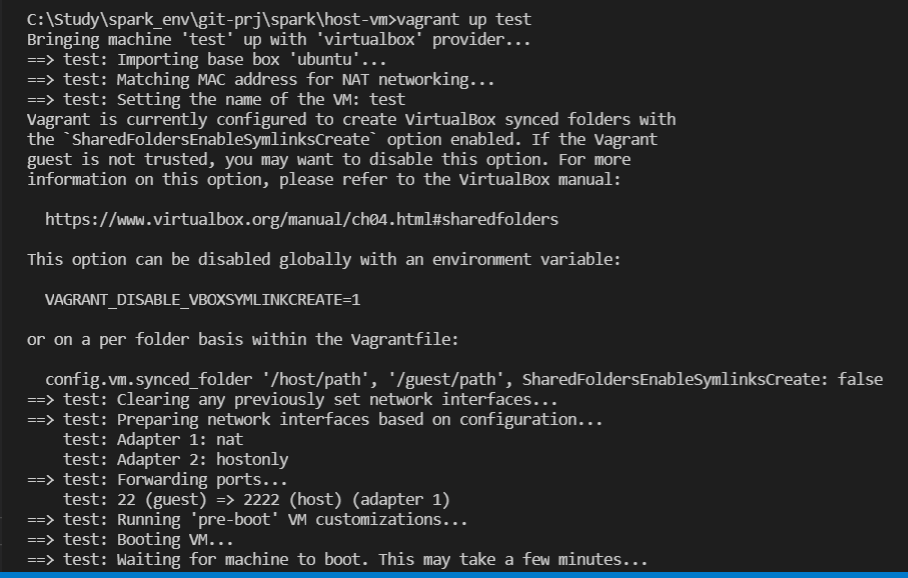 C:\Study\spark_env\git-prj\spark\host-vm>vagrant up test
Bringing machine 'test' up with 'virtualbox' provider...
==> test: Importing base box 'ubuntu'...
==> test: Matching MAC address for NAT networking...
==> test: Setting the name of the VM: test
Vagrant is currently configured to create VirtualBox synced folders with
the `SharedFoldersEnableSymlinksCreate` option enabled. If the Vagrant
guest is not trusted, you may want to disable this option. For more
information on this option, please refer to the VirtualBox manual:
https://www.virtualbox.org/manual/ch04.html#sharedfolders
This option can be disabled globally with an environment variable:
VAGRANT_DISABLE_VBOXSYMLINKCREATE=1
or on a per folder basis within the Vagrantfile:
config.vm.synced_folder '/host/path', '/guest/path', SharedFoldersEnableSymlinksCreate: false
==> test: Clearing any previously set network interfaces...
==> test: Preparing network interfaces based on configuration...
test: Adapter 1: nat
test: Adapter 2: hostonly
==> test: Forwarding ports...
test: 22 (guest) => 2222 (host) (adapter 1)
==> test: Running 'pre-boot' VM customizations...
==> test: Booting VM...
==> test: Waiting for machine to boot. This may take a few minutes...